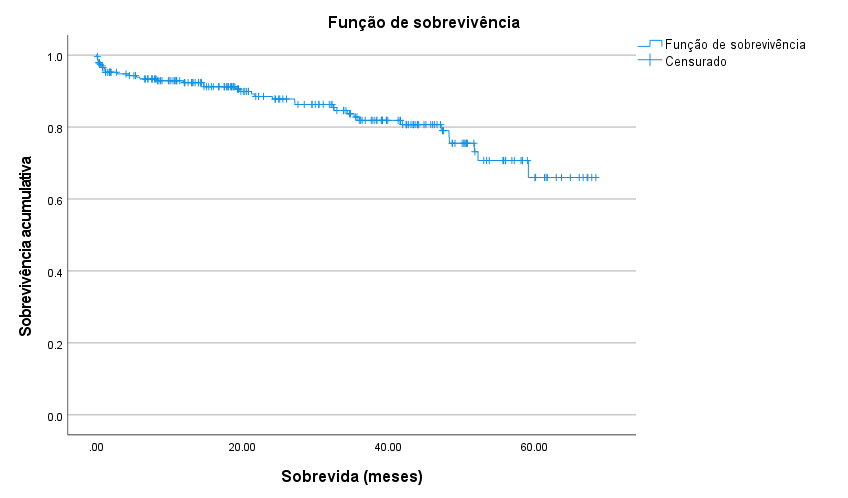 Função de sobrevivência
Função de sobrevivência
Censurado
Sobrevivência acumulativa
1.0
0.8
0.6
0.4
0.2
0.0
.00
20.00
40.00
60.00
Sobrevida (meses)